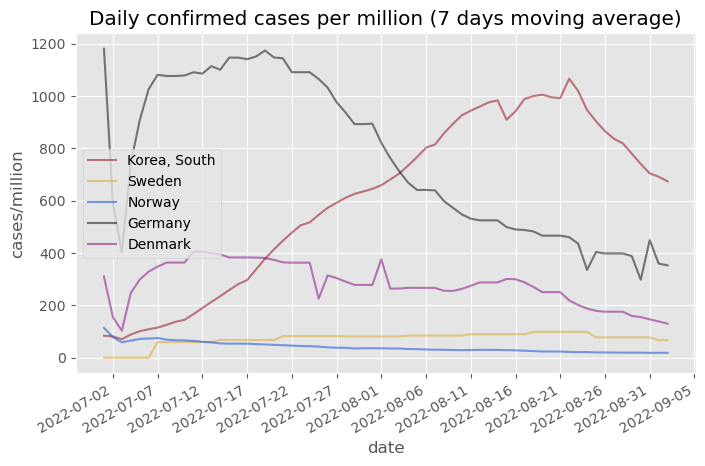 Daily confirmed cases per million (7 days moving average)
1200
1000
800
600
400
200
0
cases/million
Korea, South
Sweden
Norway
Germany
Denmark
2022-07-02
2022-07-07
2022-07-12
2022-07-17
2022-07-22
2022-07-27
2022-08-01
2022-08-06
2022-08-11
2022-08-16
2022-08-21
2022-08-26
2022-08-31
2022-09-05
date